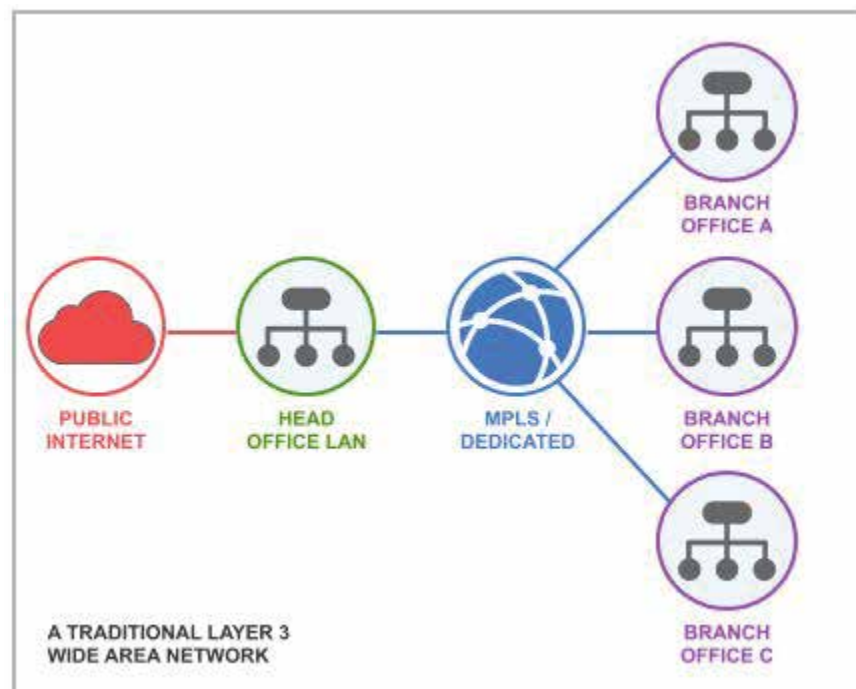 BRANCH
OFFICE A
PUBLIC
INTERNET
HEAD
OFFICE LAN
MPLS /
DEDICATED
BRANCH
OFFICE B
A TRADITIONAL LAYER 3
WIDE AREA NETWORK
BRANCH
OFFICE C